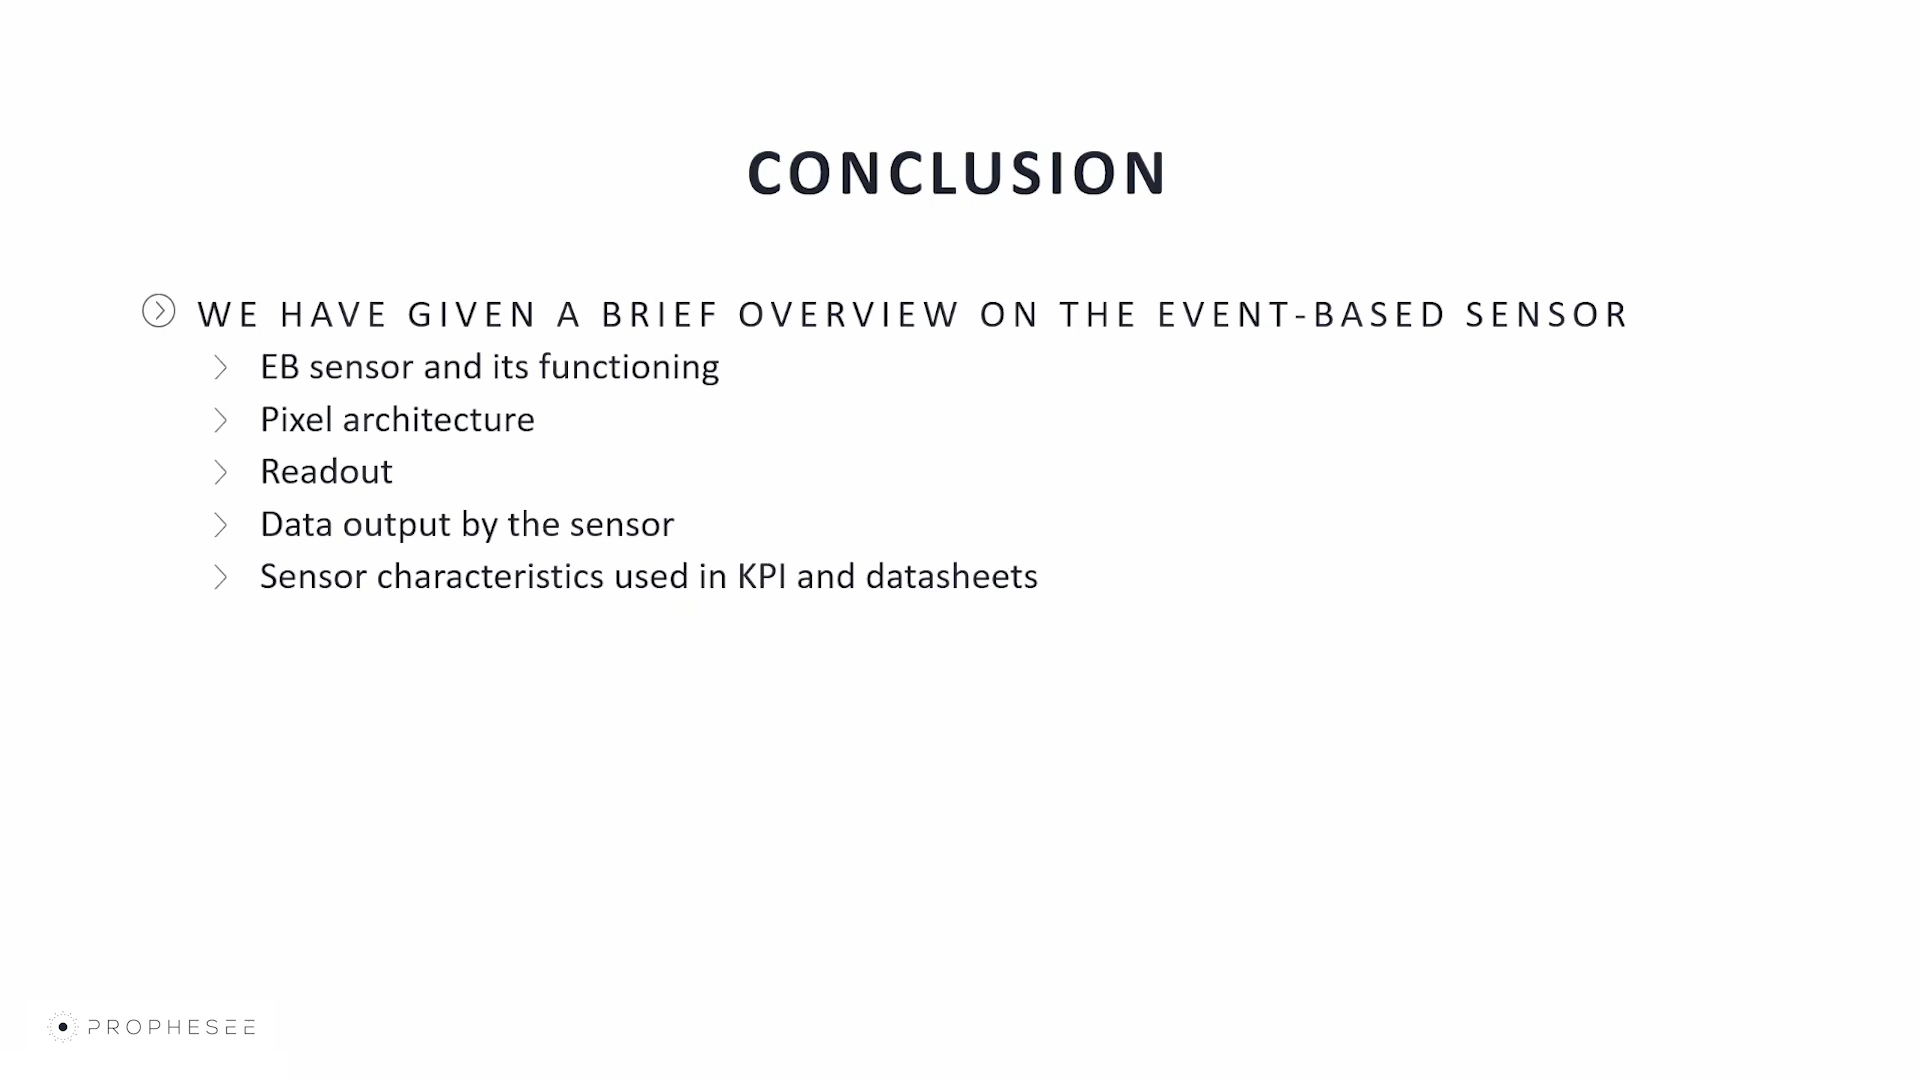 CONCLUSION
WE HAVE GIVEN A BRIEF OVERVIEW ON THE EVENT-BASED SENSOR
EB sensor and its functioning
Pixel architecture
Readout
Data output by the sensor
Sensor characteristics used in KPI and datasheets
PROPHESEE